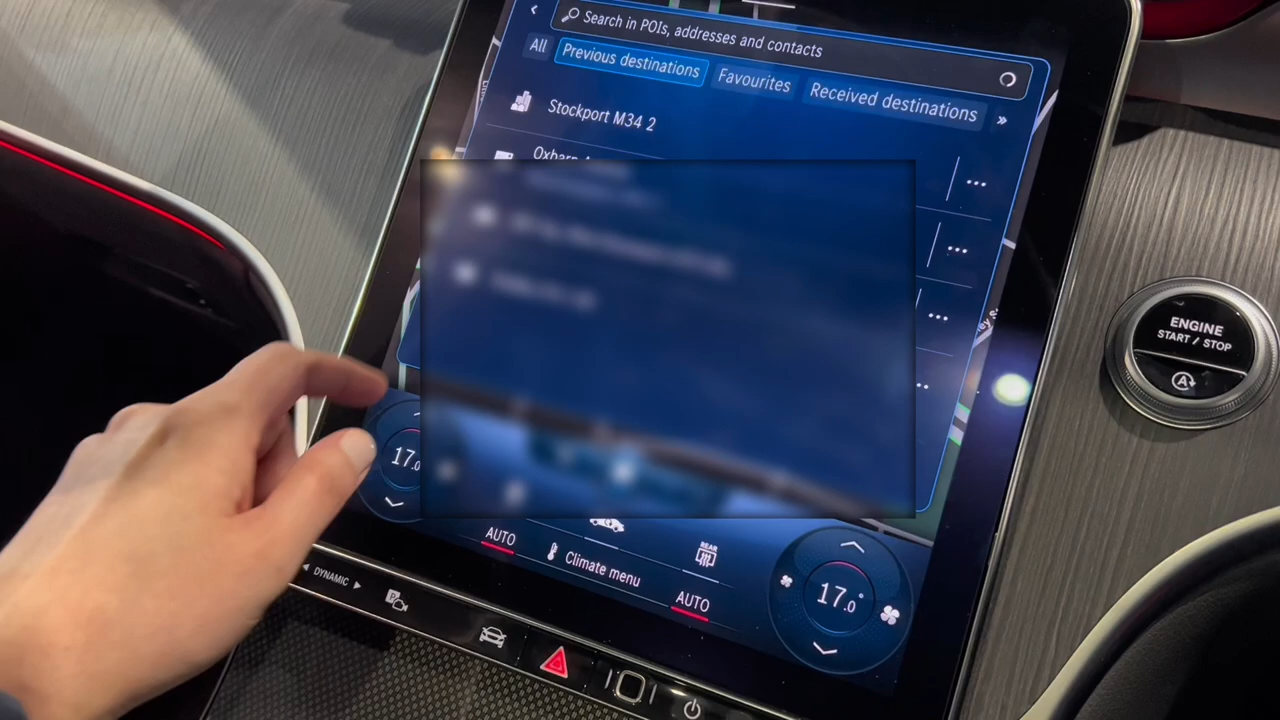 Search in POIs, addresses and contacts
All Previous destinations Favourites Received destinations »
Stockport M34 2
17.0
AUTO
REAR
Climate menu
AUTO
17.0°
DYNAMIC
ENGINE
START / STOP
A